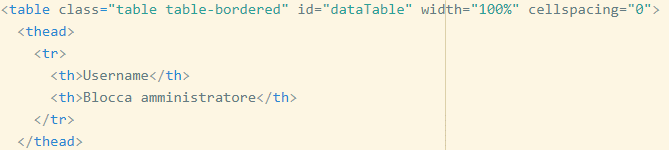 <table class="table table-bordered" id="dataTable" width="100%" cellspacing="0">
<thead>
<tr>
<th>Username</th>
<th>Blocca amministratore</th>
</tr>
</thead>